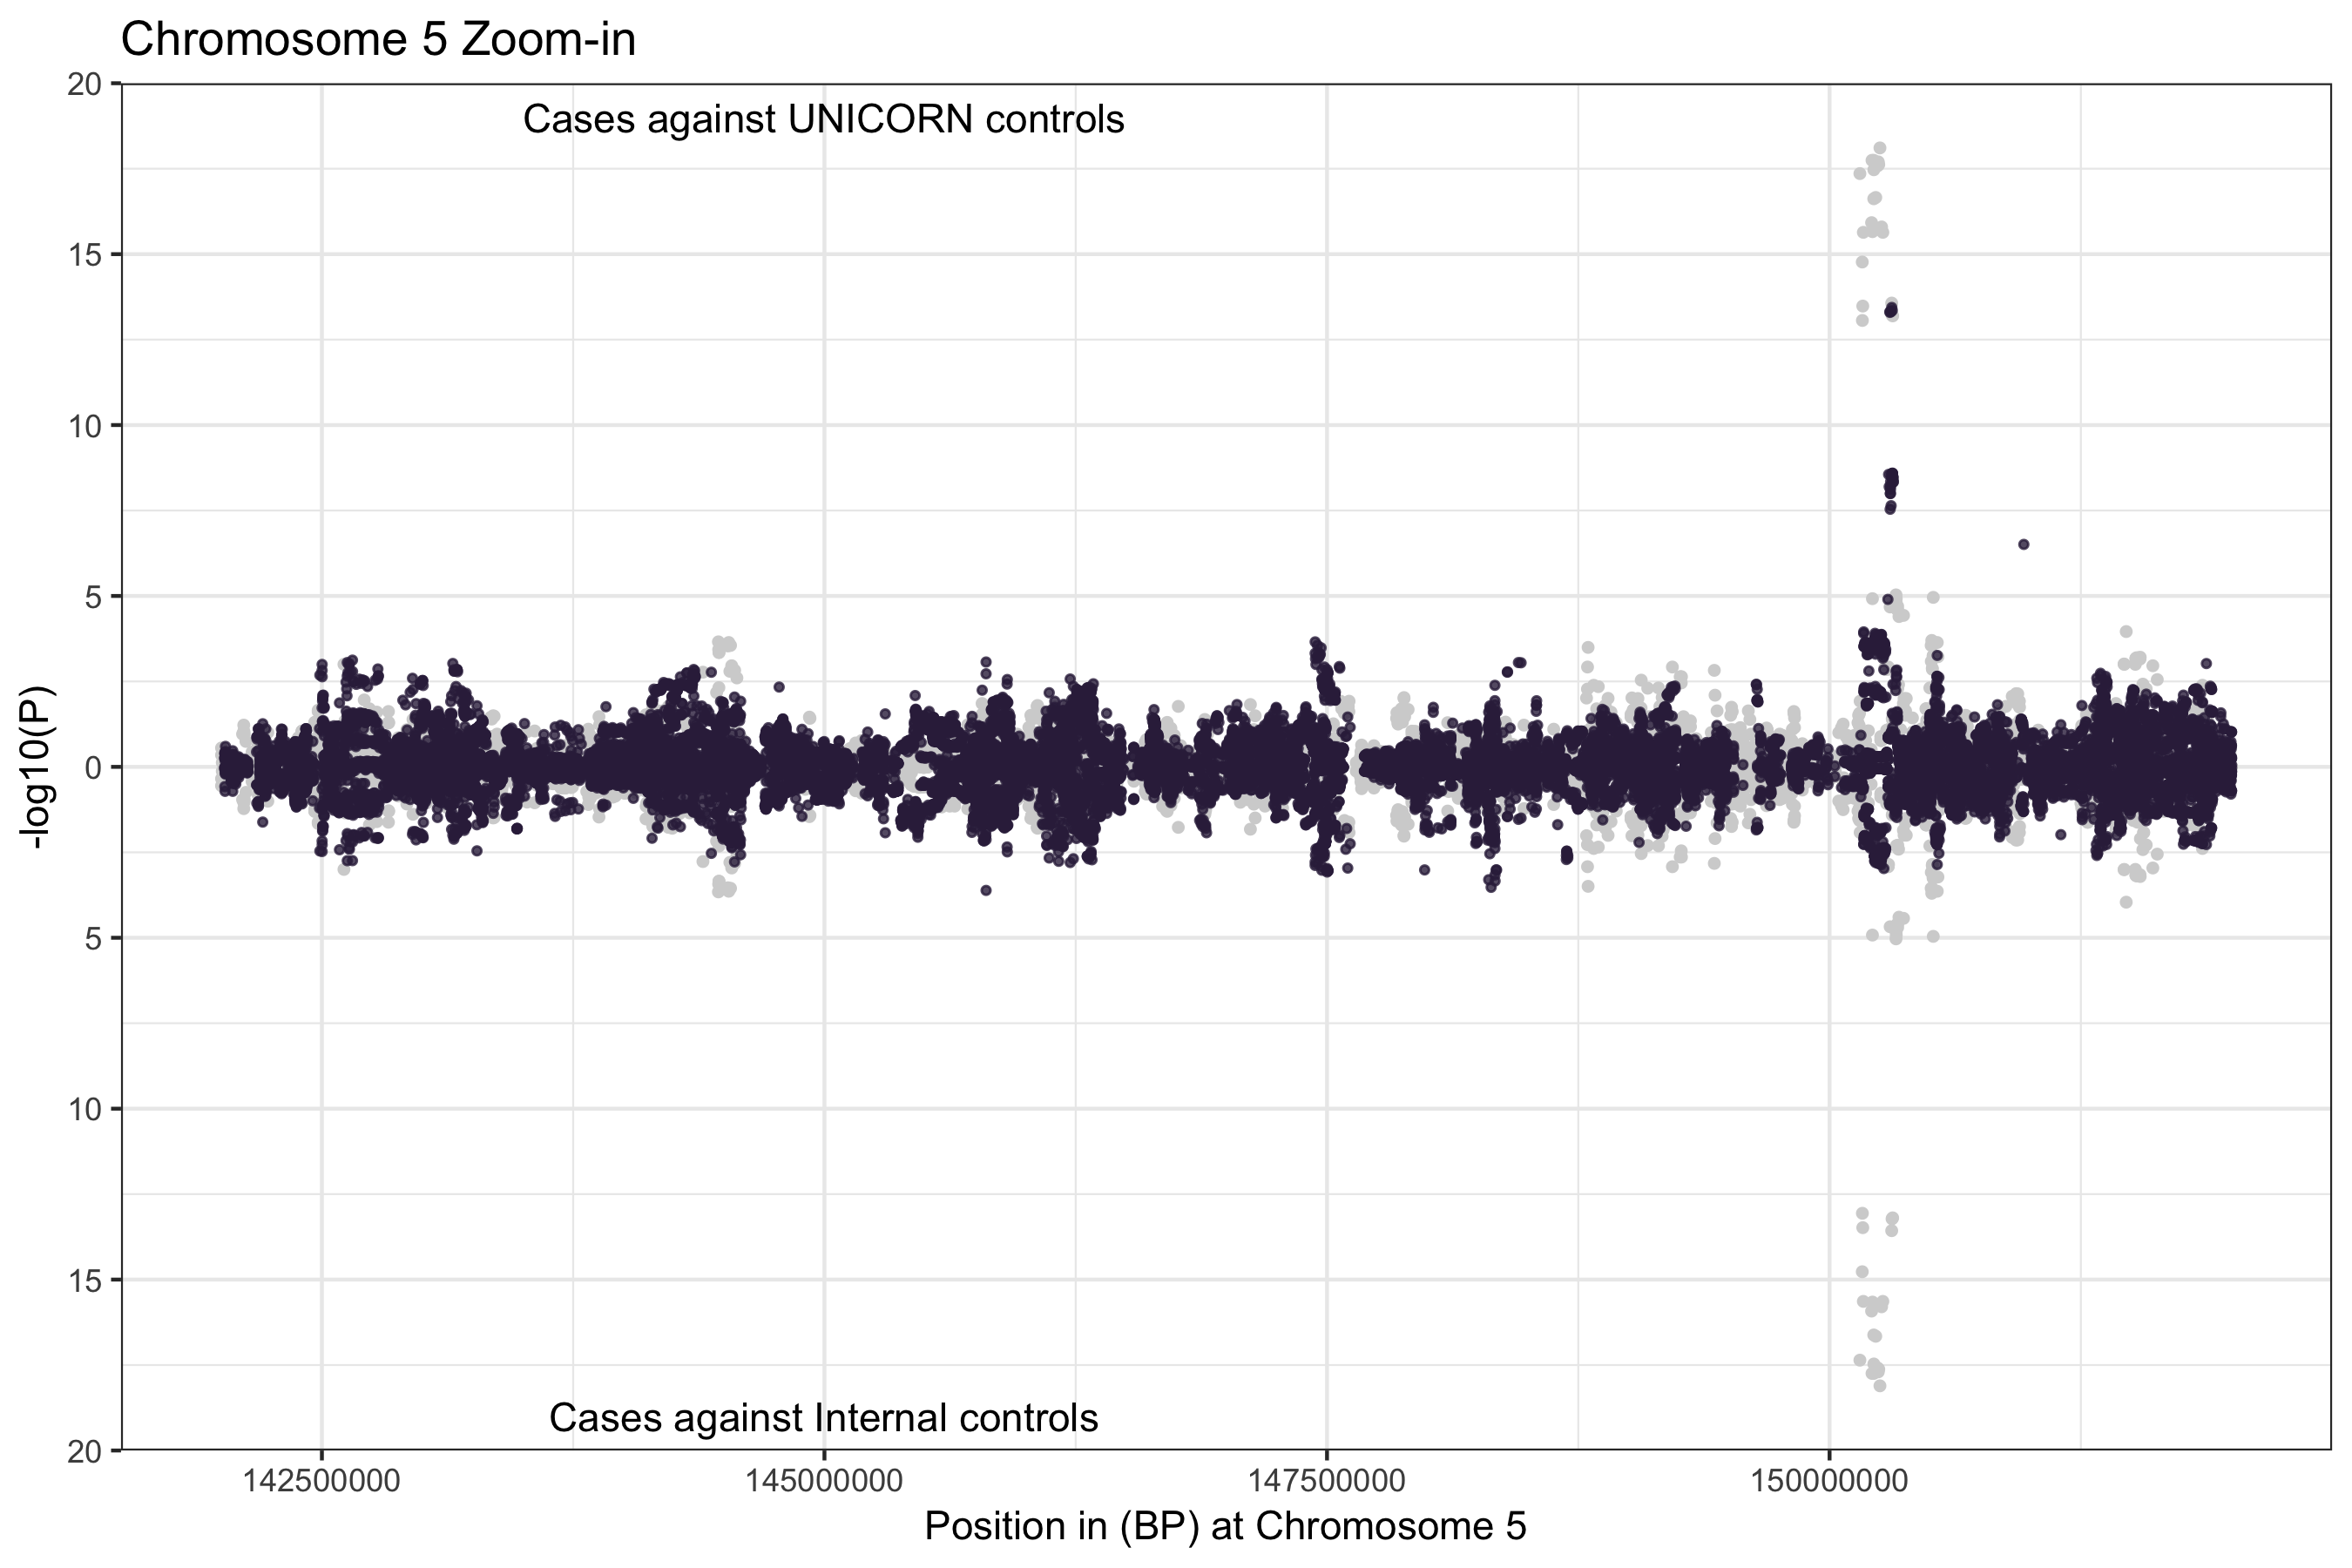 Chromosome 5 Zoom-in
20
Cases against UNICORN controls
15
10
5
0
-log10(P)
5
10
15
Cases against Internal controls
20
142500000 145000000 147500000 150000000
Position in (BP) at Chromosome 5